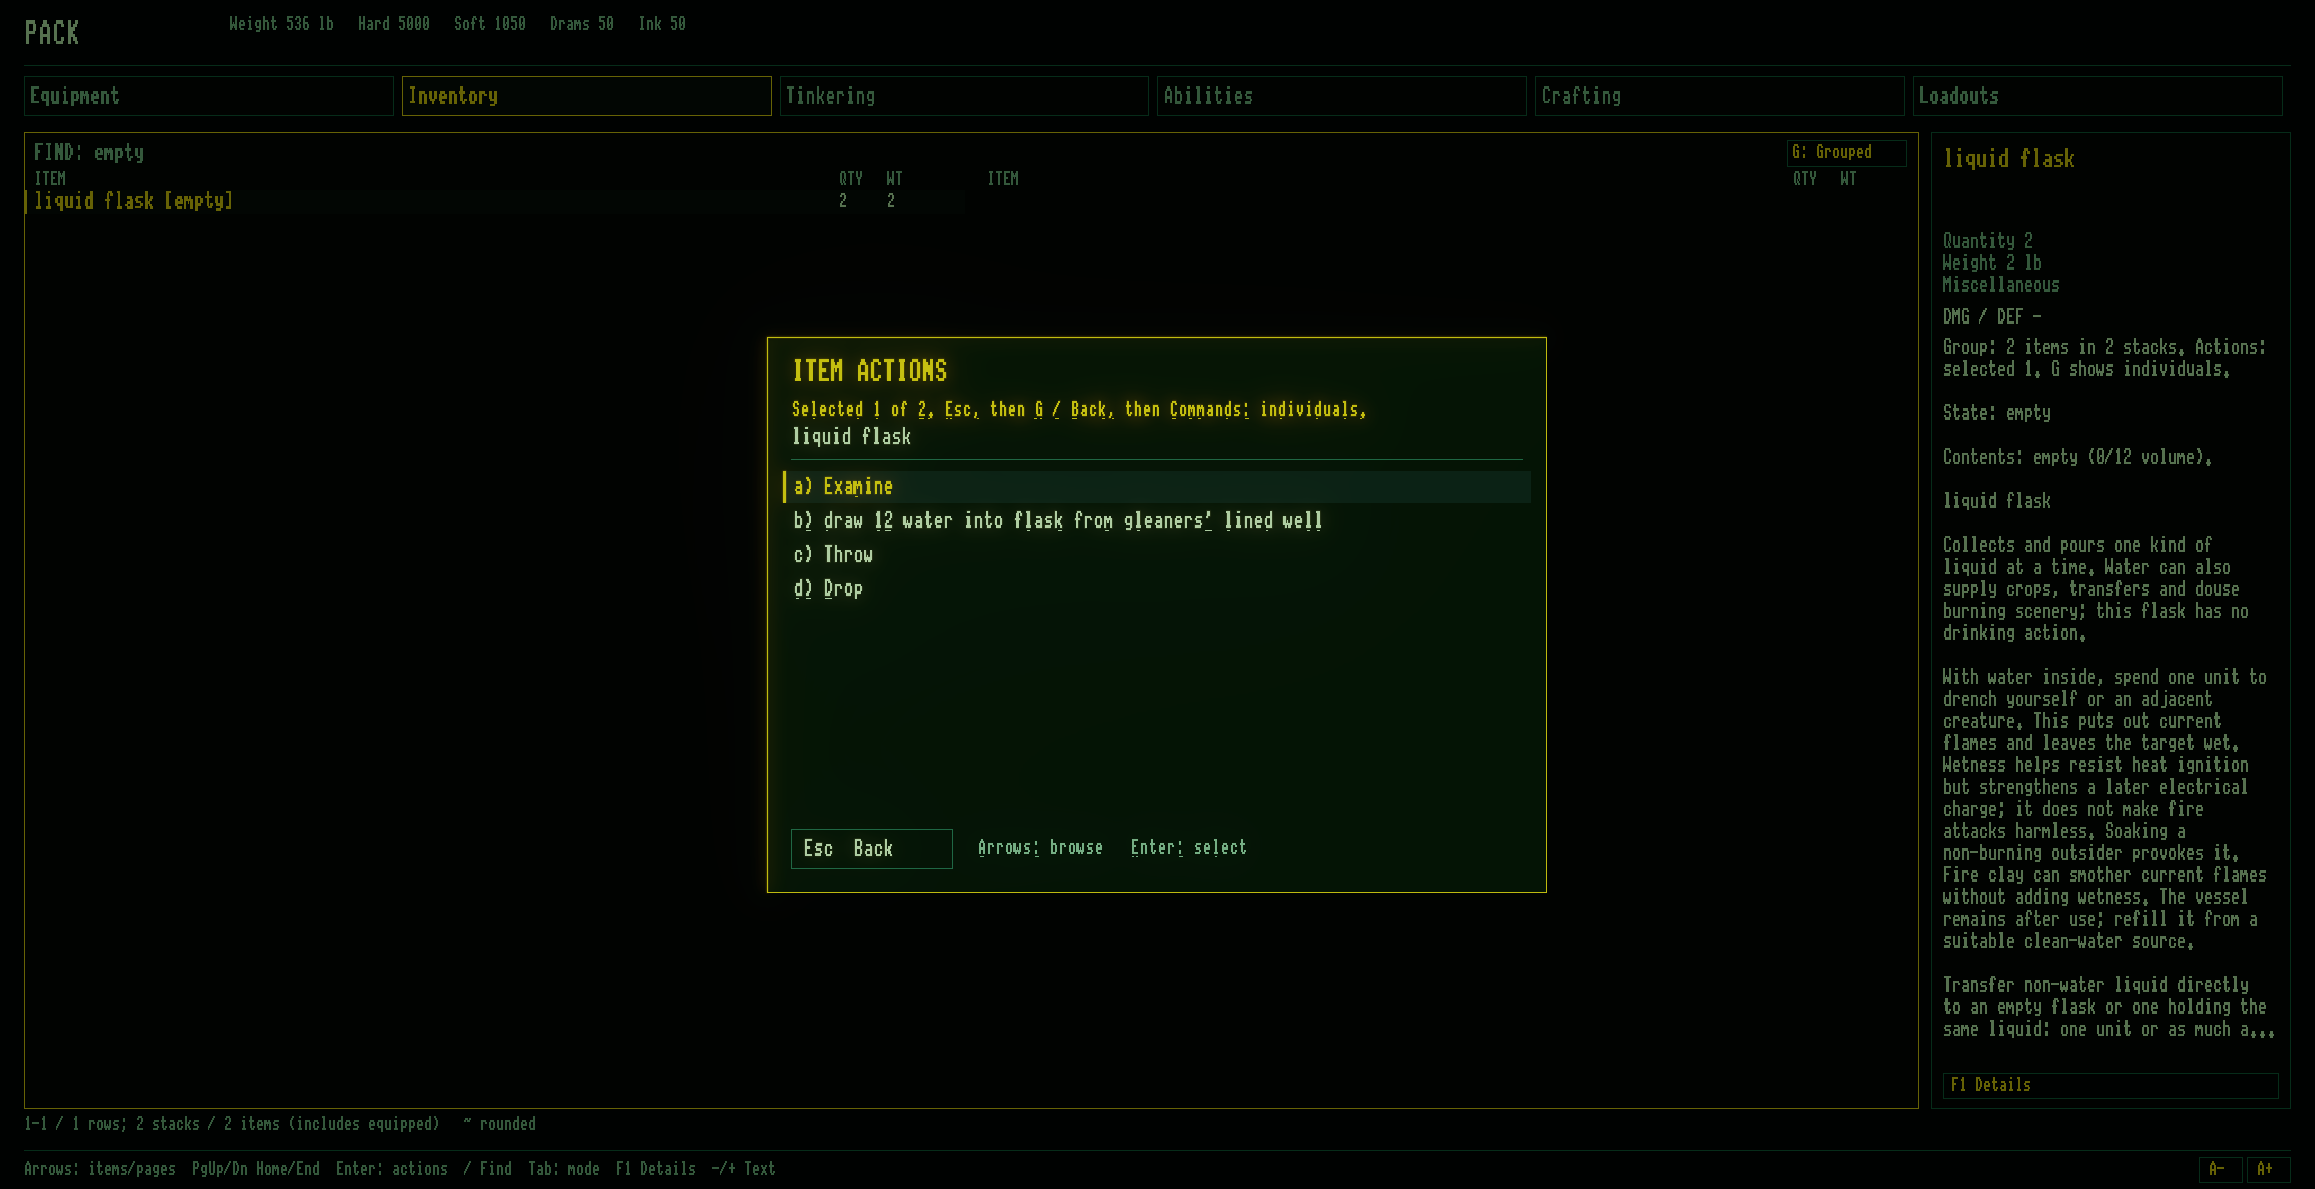 PACK
Weight 536 lb Hard 5000 Soft 1050 Drams 50 Ink 50
Equipment
Inventory
Tinkering
Abilities
Crafting
Loadouts
FIND: empty
G: Grouped
ITEM QTY WT ITEM QTY WT
liquid flask [empty] 2 2
ITEM ACTIONS
Selected 1 of 2. Esc, then G / Back, then Commands: individuals.
liquid flask
a) Examine
b) draw 12 water into flask from gleaners' lined well
c) Throw
d) Drop
Esc Back
Arrows: browse Enter: select
liquid flask
Quantity 2
Weight 2 lb
Miscellaneous
DMG / DEF -
Group: 2 items in 2 stacks. Actions:
selected 1. G shows individuals.
State: empty
Contents: empty (0/12 volume).
liquid flask
Collects and pours one kind of
liquid at a time. Water can also
supply crops, transfers and douse
burning scenery; this flask has no
drinking action.
With water inside, spend one unit to
drench yourself or an adjacent
creature. This puts out current
flames and leaves the target wet.
Wetness helps resist heat ignition
but strengthens a later electrical
charge; it does not make fire
attacks harmless. Soaking a
non-burning outsider provokes it.
Fire clay can smother current flames
without adding wetness. The vessel
remains after use; refill it from a
suitable clean-water source.
Transfer non-water liquid directly
to an empty flask or one holding the
same liquid: one unit or as much a...
F1 Details
1-1 / 1 rows; 2 stacks / 2 items (includes equipped) ~ rounded
Arrows: items/pages PgUp/Dn Home/End Enter: actions / Find Tab: mode F1 Details -/+ Text
A- A+